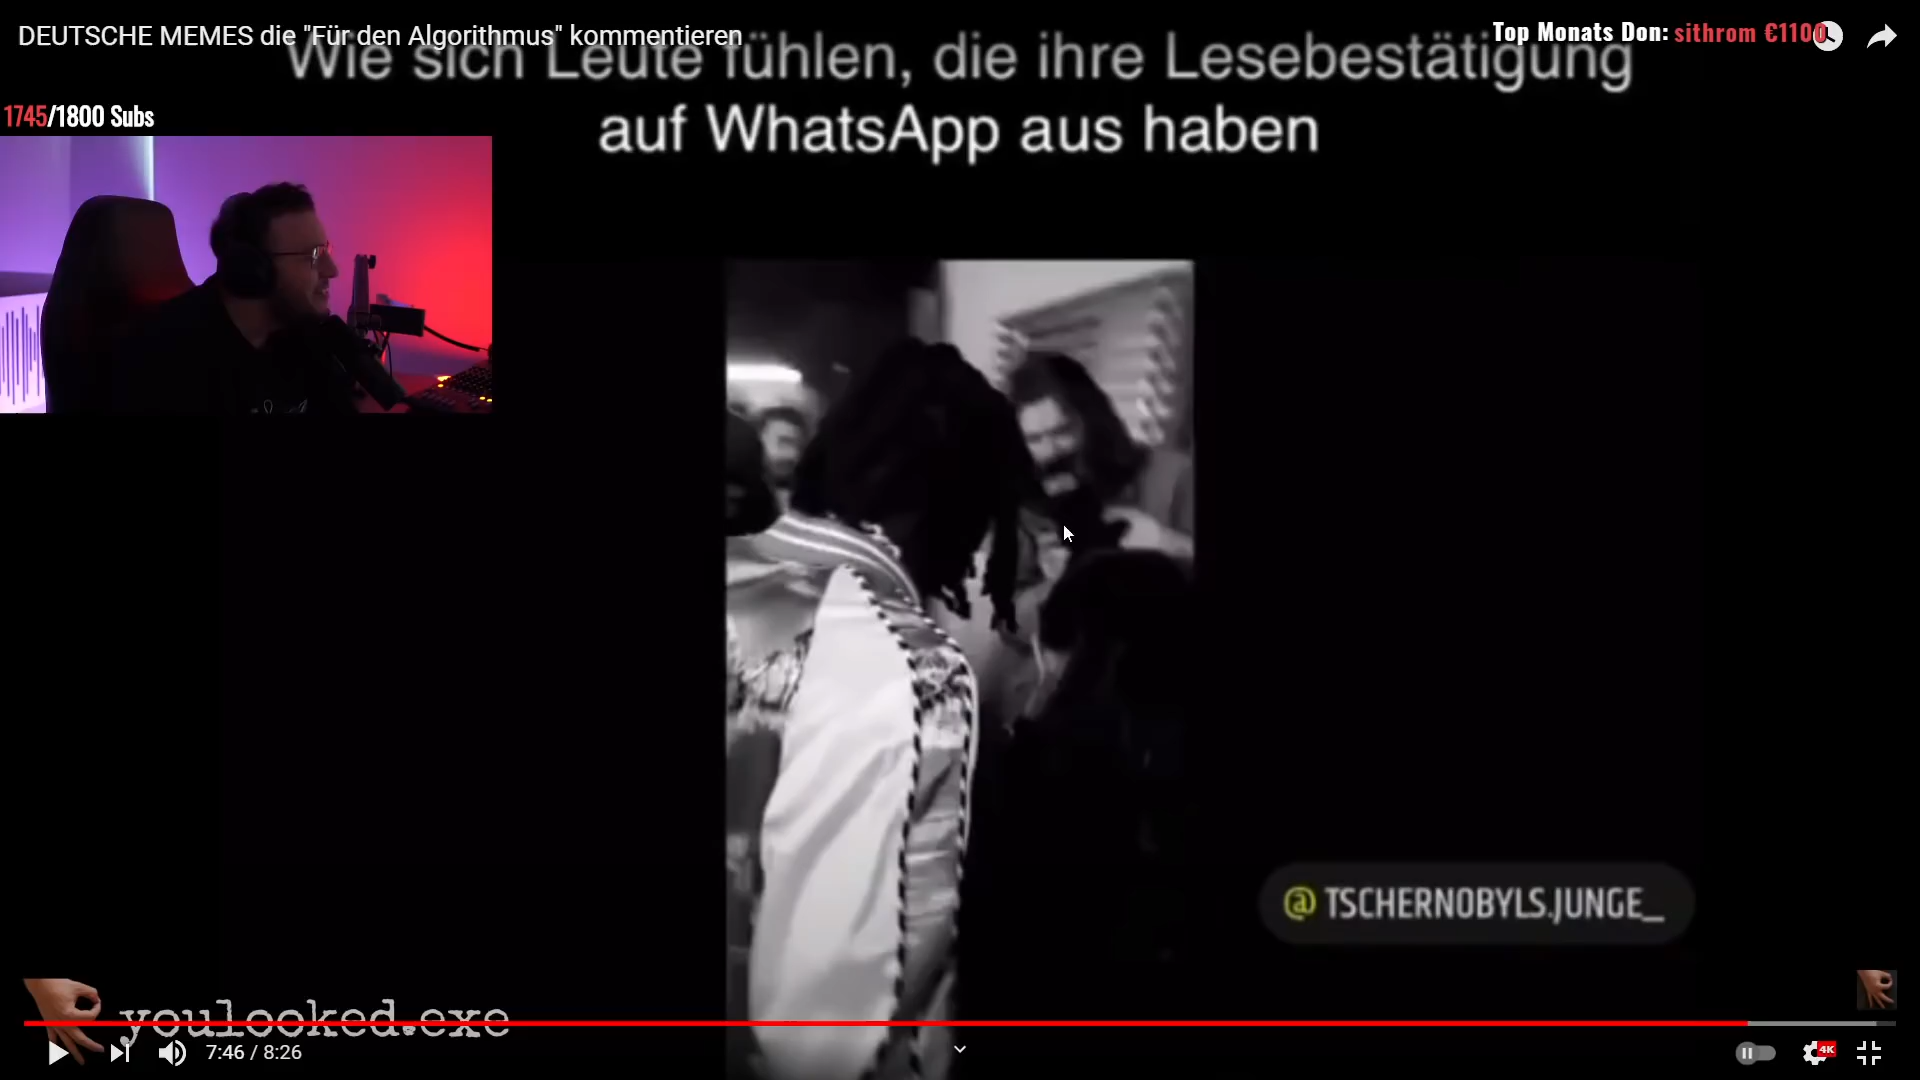 DEUTSCHE MEMES die "Für den Algorithmus" kommentieren
Top Monats Don: sithrom €1100
Wie sich Leute fühlen, die ihre Lesebestätigung
auf WhatsApp aus haben
1745/1800 Subs
@ TSCHERNOBYLS.JUNGE_
youlooked.exe
7:46 / 8:26
4K